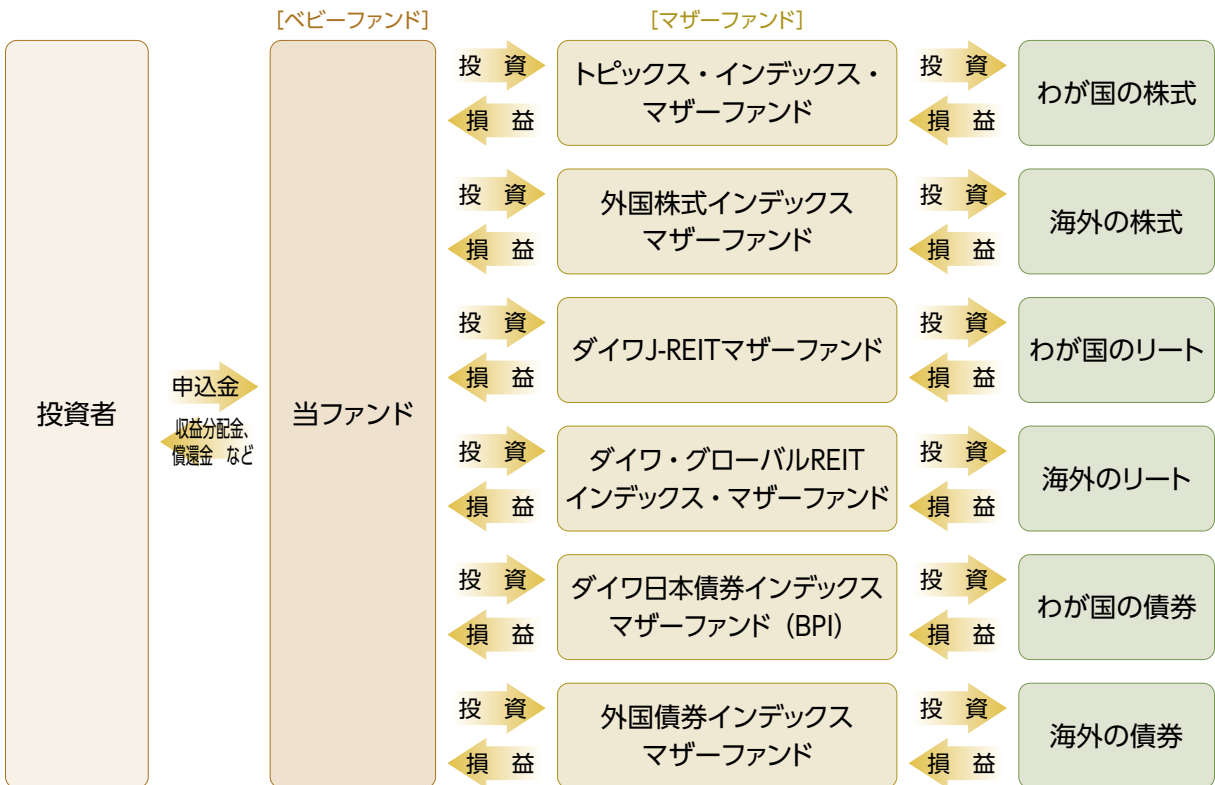 [ベビーファンド]
[マザーファンド]
投資者
申込金
収益分配金、
償還金 など
当ファンド
投 資
損 益
トピックス・インデックス・
マザーファンド
投 資
損 益
わが国の株式
投 資
損 益
外国株式インデックス
マザーファンド
投 資
損 益
海外の株式
投 資
損 益
ダイワJ-REITマザーファンド
投 資
損 益
わが国のリート
投 資
損 益
ダイワ・グローバルREIT
インデックス・マザーファンド
投 資
損 益
海外のリート
投 資
損 益
ダイワ日本債券インデックス
マザーファンド（BPI）
投 資
損 益
わが国の債券
投 資
損 益
外国債券インデックス
マザーファンド
投 資
損 益
海外の債券